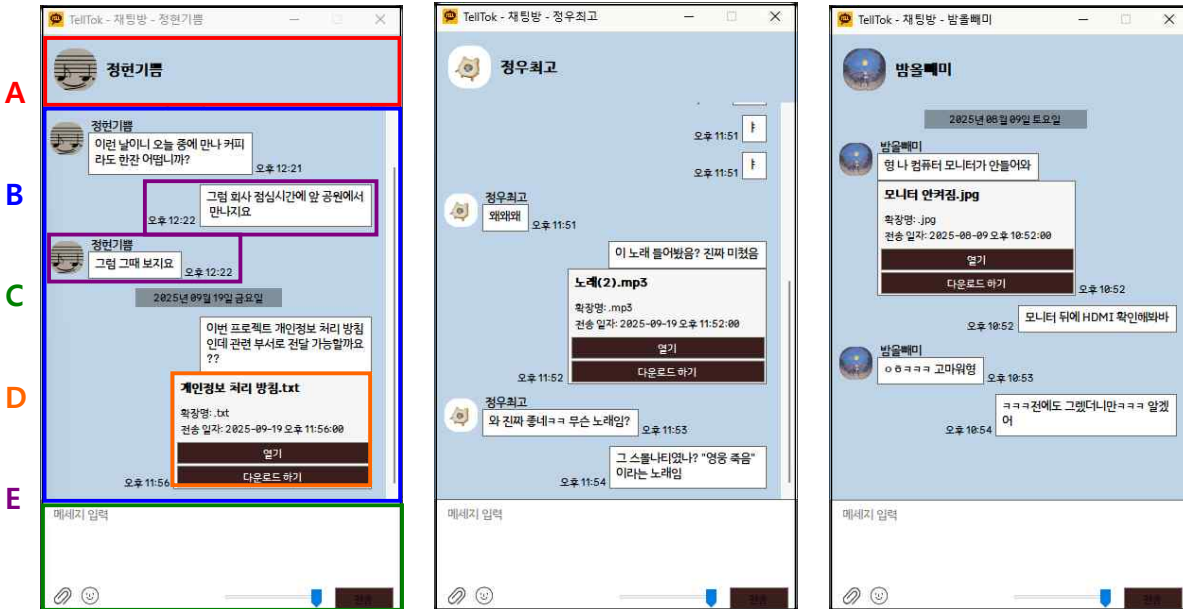 TellTok - 채팅방 - 정현기쁨
정현기쁨
A
정현기쁨
이런 날이니 오늘 중에 만나 커피
라도 한잔 어떱니까?
오후 12:21
B
그럼 회사 점심시간에 앞 공원에서
만나지요
오후 12:22
정현기쁨
그럼 그때 보지요
오후 12:22
C
2025년 09월 19일 금요일
이번 프로젝트 개인정보 처리 방침
인데 관련 부서로 전달 가능할까요
??
D
개인정보 처리 방침.txt
확장명: .txt
전송 일자: 2025-09-19 오후 11:56:00
열기
다운로드 하기
오후 11:56
E
메세지 입력
전송
TellTok - 채팅방 - 정우최고
정우최고
ㅑ
오후 11:51
ㅑ
오후 11:51
정우최고
왜왜왜
오후 11:51
이 노래 들어봤음? 진짜 미쳤음
노래(2).mp3
확장명: .mp3
전송 일자: 2025-09-19 오후 11:52:00
열기
다운로드 하기
오후 11:52
정우최고
와 진짜 좋네ㅋㅋ 무슨 노래임?
오후 11:53
그 스몰나티였나? "영웅 죽음"
이라는 노래임
오후 11:54
메세지 입력
전송
TellTok - 채팅방 - 밤올빼미
밤올빼미
2025년 08월 09일 토요일
밤올빼미
형 나 컴퓨터 모니터가 안들어와
모니터 안켜짐.jpg
확장명: .jpg
전송 일자: 2025-08-09 오후 10:52:00
열기
다운로드 하기
오후 10:52
모니터 뒤에 HDMI 확인해봐바
오후 10:52
밤올빼미
ㅇㅎㅋㅋㅋ 고마워형
오후 10:53
ㅋㅋㅋ전에도 그렜더니만ㅋㅋㅋ 알겠
어
오후 10:54
메세지 입력
전송